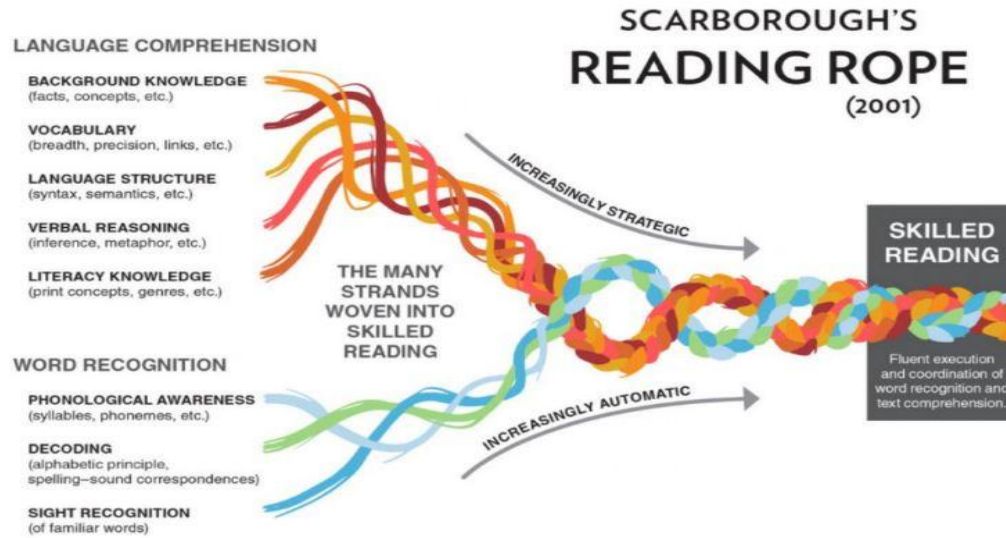 SCARBOROUGH'S
READING ROPE
(2001)
LANGUAGE COMPREHENSION
BACKGROUND KNOWLEDGE
(facts, concepts, etc.)
VOCABULARY
(breadth, precision, links, etc.)
LANGUAGE STRUCTURE
(syntax, semantics, etc.)
VERBAL REASONING
(inference, metaphor, etc.)
LITERACY KNOWLEDGE
(print concepts, genres, etc.)
THE MANY
STRANDS
WOVEN INTO
SKILLED
READING
WORD RECOGNITION
PHONOLOGICAL AWARENESS
(syllables, phonemes, etc.)
DECODING
(alphabetic principle,
spelling–sound correspondences)
SIGHT RECOGNITION
(of familiar words)
INCREASINGLY STRATEGIC
INCREASINGLY AUTOMATIC
SKILLED
READING
Fluent execution
and coordination of
word recognition and
text comprehension.